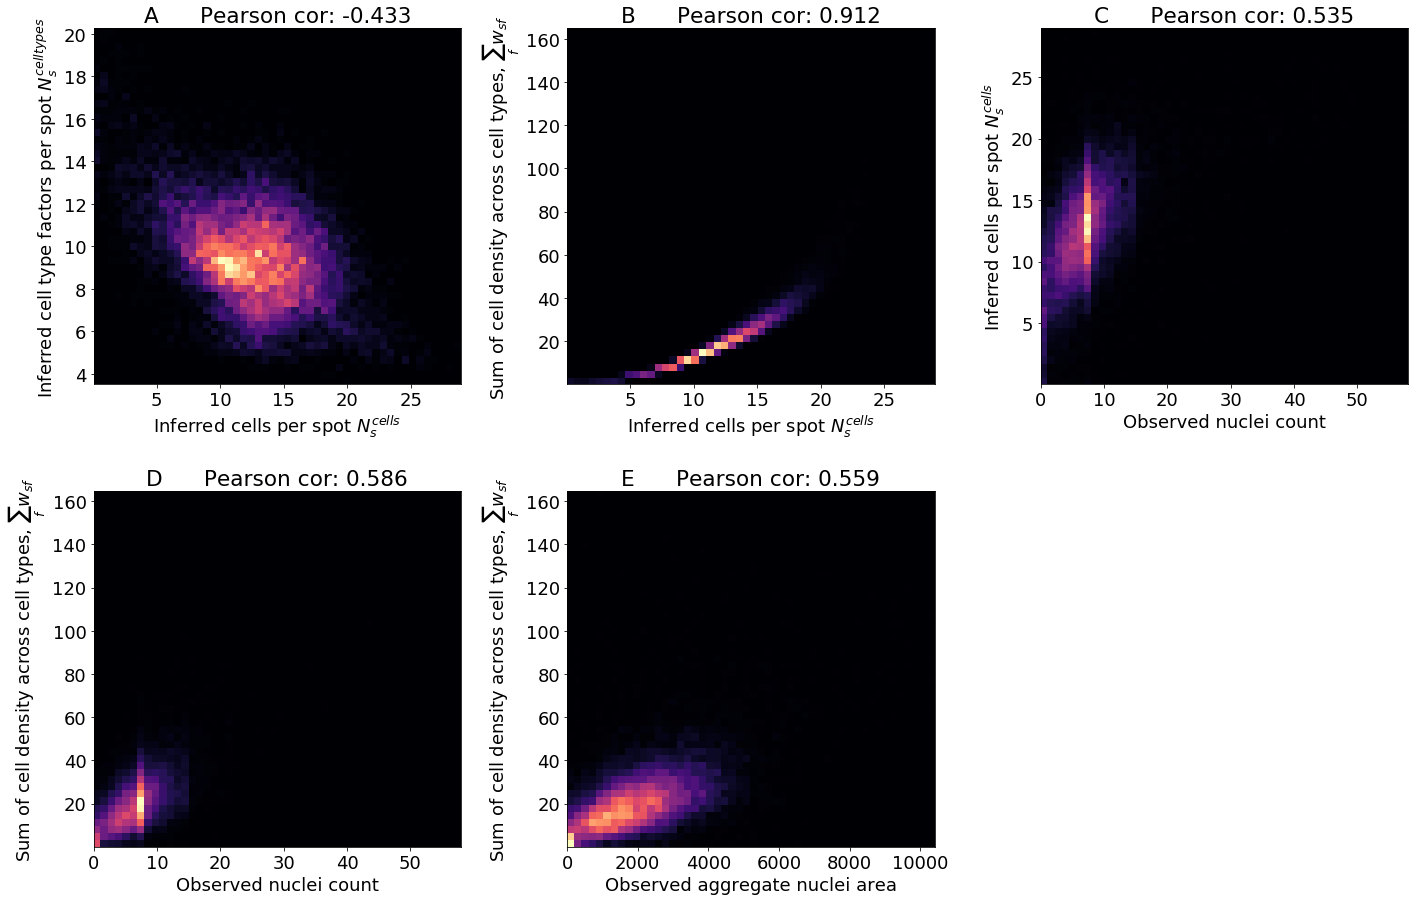 A Pearson cor: -0.433
Inferred cell type factors per spot N_s^{celltypes}
20
18
16
14
12
10
8
6
4
5 10 15 20 25
Inferred cells per spot N_s^{cells}
B Pearson cor: 0.912
Sum of cell density across cell types, ∑_f w_{sf}
160
140
120
100
80
60
40
20
5 10 15 20 25
Inferred cells per spot N_s^{cells}
C Pearson cor: 0.535
Inferred cells per spot N_s^{cells}
25
20
15
10
5
0 10 20 30 40 50
Observed nuclei count
D Pearson cor: 0.586
Sum of cell density across cell types, ∑_f w_{sf}
160
140
120
100
80
60
40
20
0 10 20 30 40 50
Observed nuclei count
E Pearson cor: 0.559
Sum of cell density across cell types, ∑_f w_{sf}
160
140
120
100
80
60
40
20
0 2000 4000 6000 8000 10000
Observed aggregate nuclei area